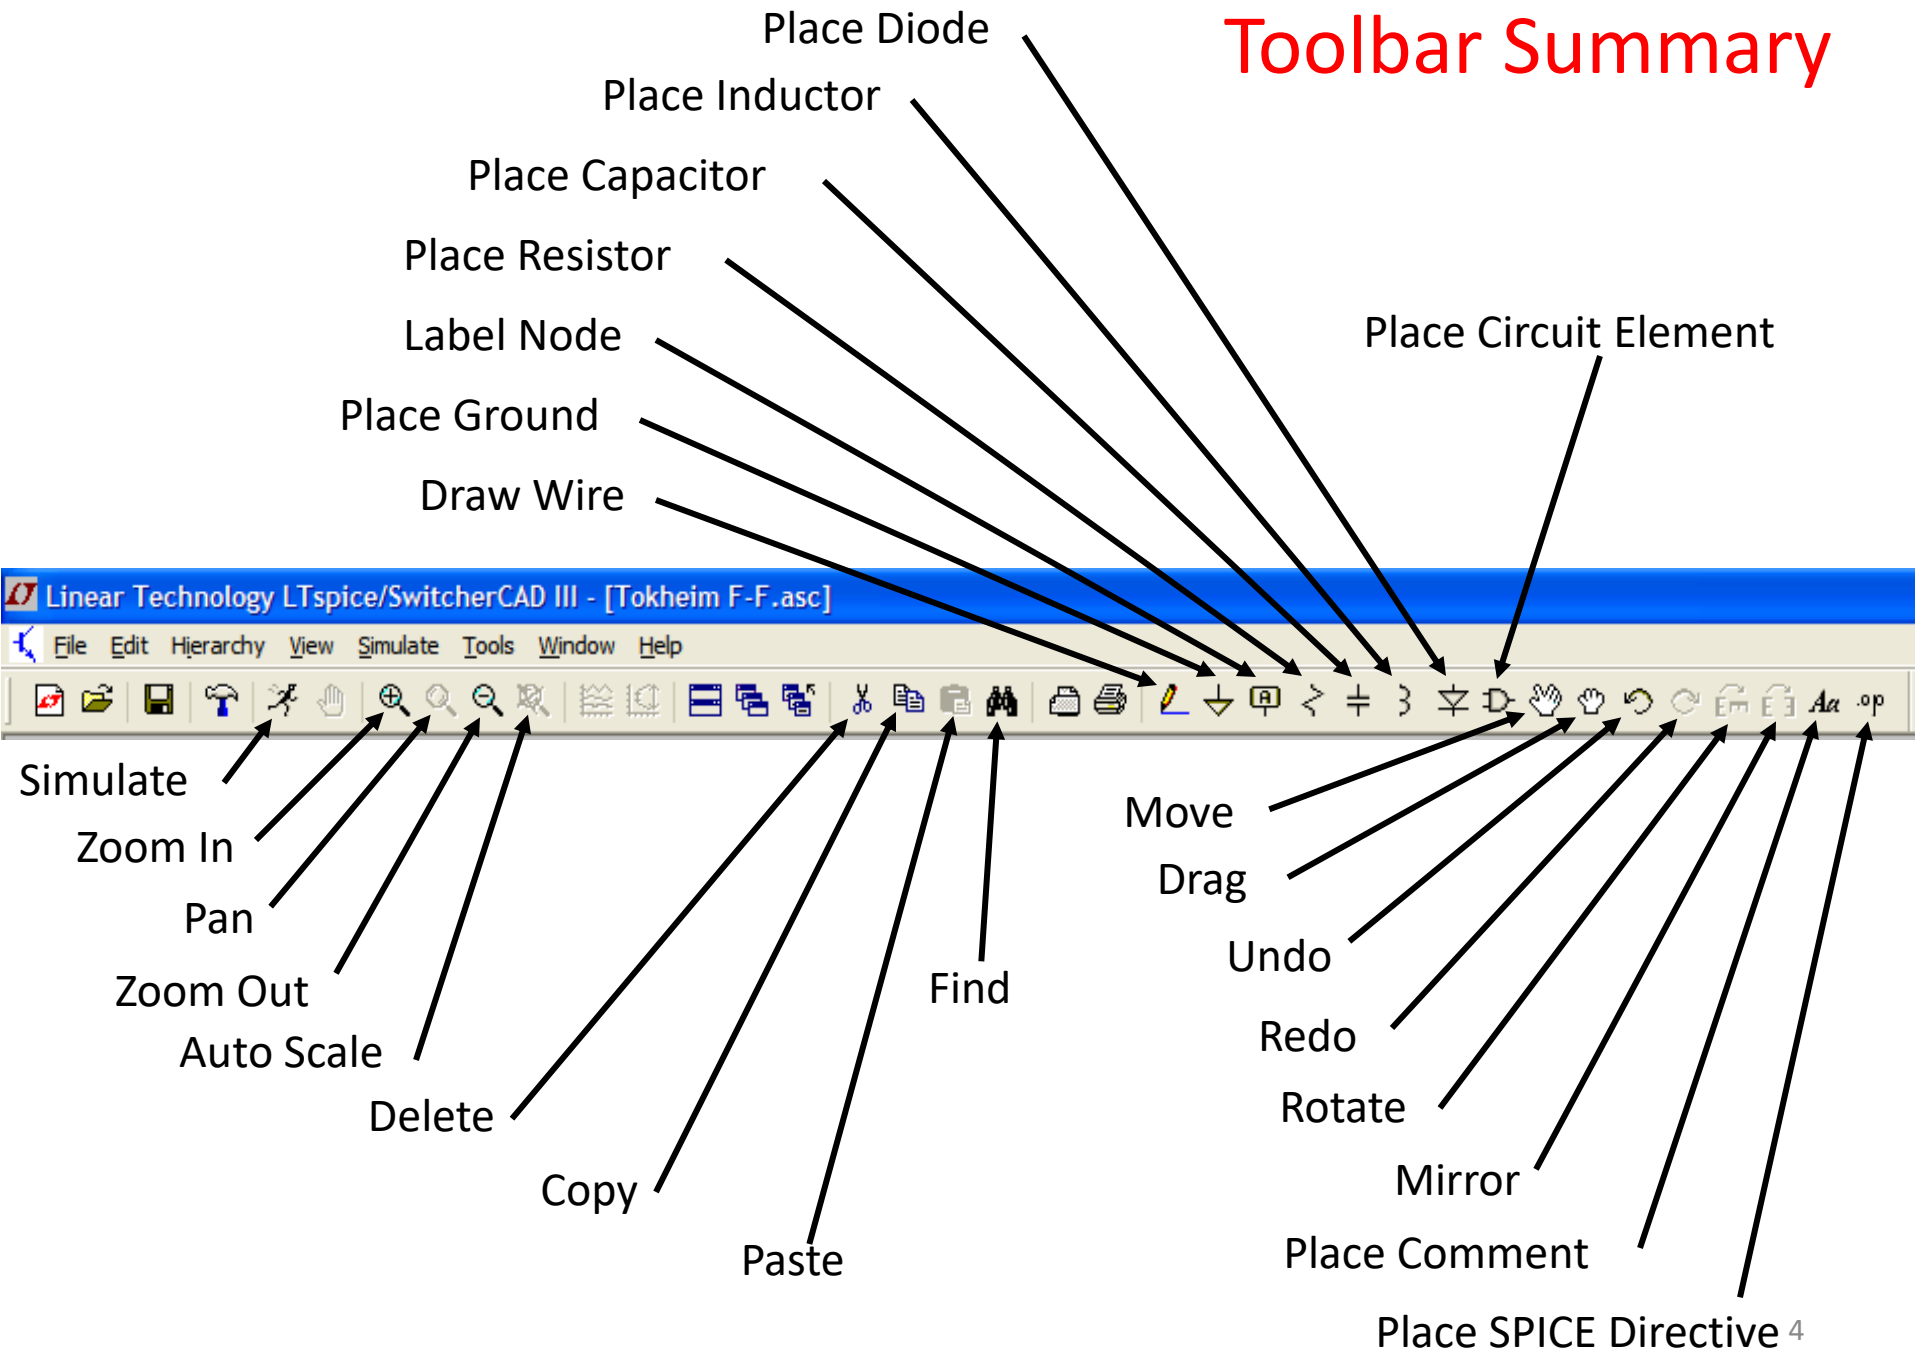 Toolbar Summary
Place Diode
Place Inductor
Place Capacitor
Place Resistor
Label Node
Place Circuit Element
Place Ground
Draw Wire
Linear Technology LTspice/SwitcherCAD III - [Tokheim F-F.asc]
File Edit Hierarchy View Simulate Tools Window Help
A
Aa
.op
Simulate
Move
Zoom In
Drag
Pan
Undo
Zoom Out
Find
Redo
Auto Scale
Rotate
Delete
Mirror
Copy
Place Comment
Paste
Place SPICE Directive
4